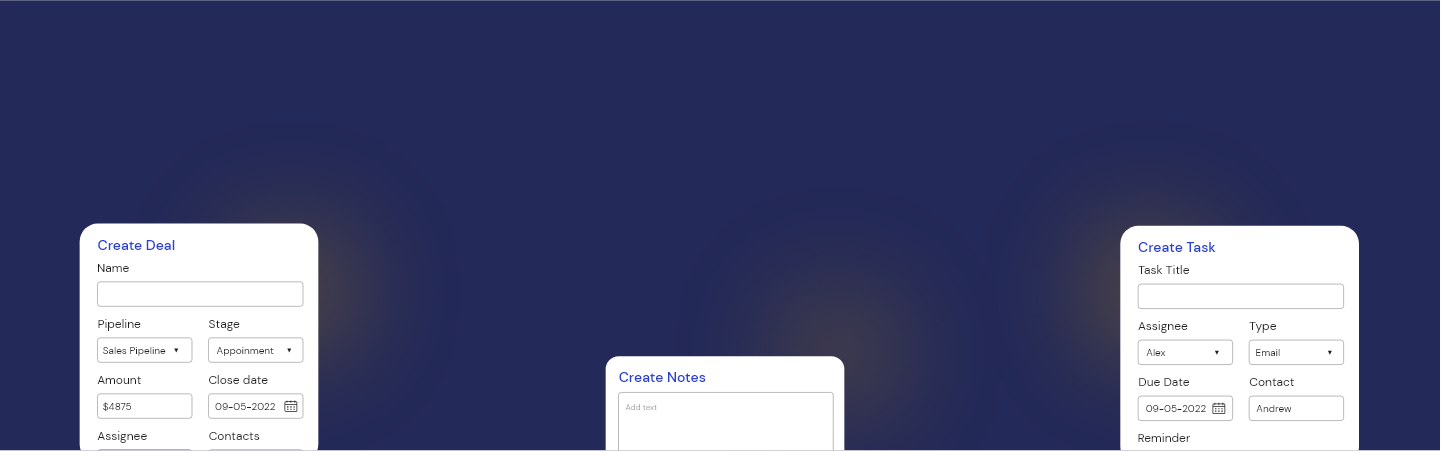 Create Deal
Name
Pipeline Stage
Sales Pipeline ▼ Appoinment ▼
Amount Close date
$4875 09-05-2022
Assignee Contacts
Create Notes
Add text
Create Task
Task Title
Assignee Type
Alex ▼ Email ▼
Due Date Contact
09-05-2022 Andrew
Reminder